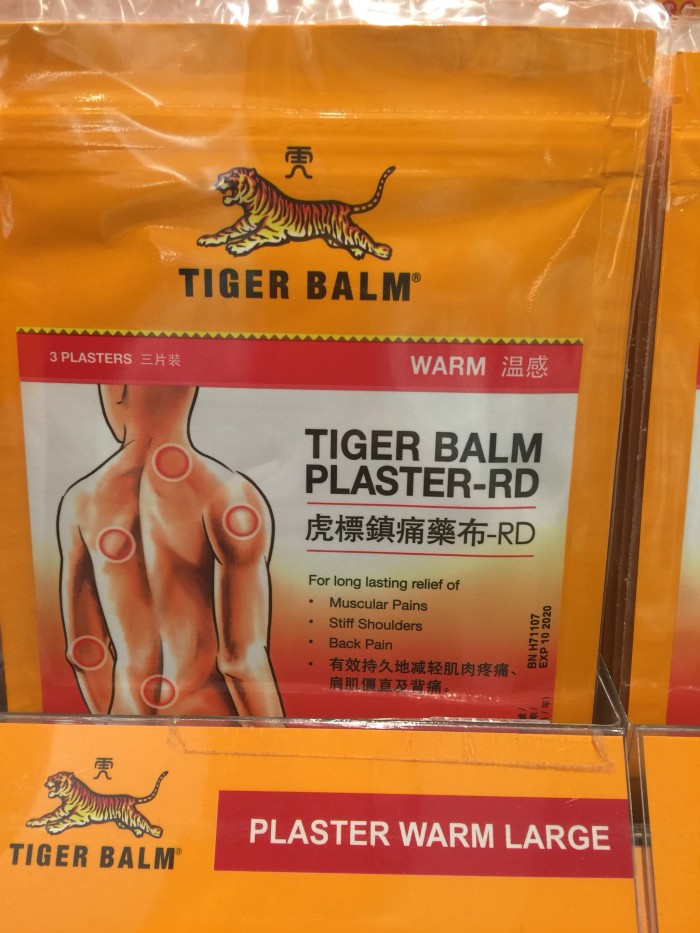 TIGER BALM®
3 PLASTERS 三片装
WARM 温感
TIGER BALM
PLASTER-RD
虎標鎮痛藥布-RD
For long lasting relief of
• Muscular Pains
• Stiff Shoulders
• Back Pain
• 有效持久地减轻肌肉疼痛、
肩肌僵直及背痛。
BN H71107
EXP 10 2020
TIGER BALM®
PLASTER WARM LARGE